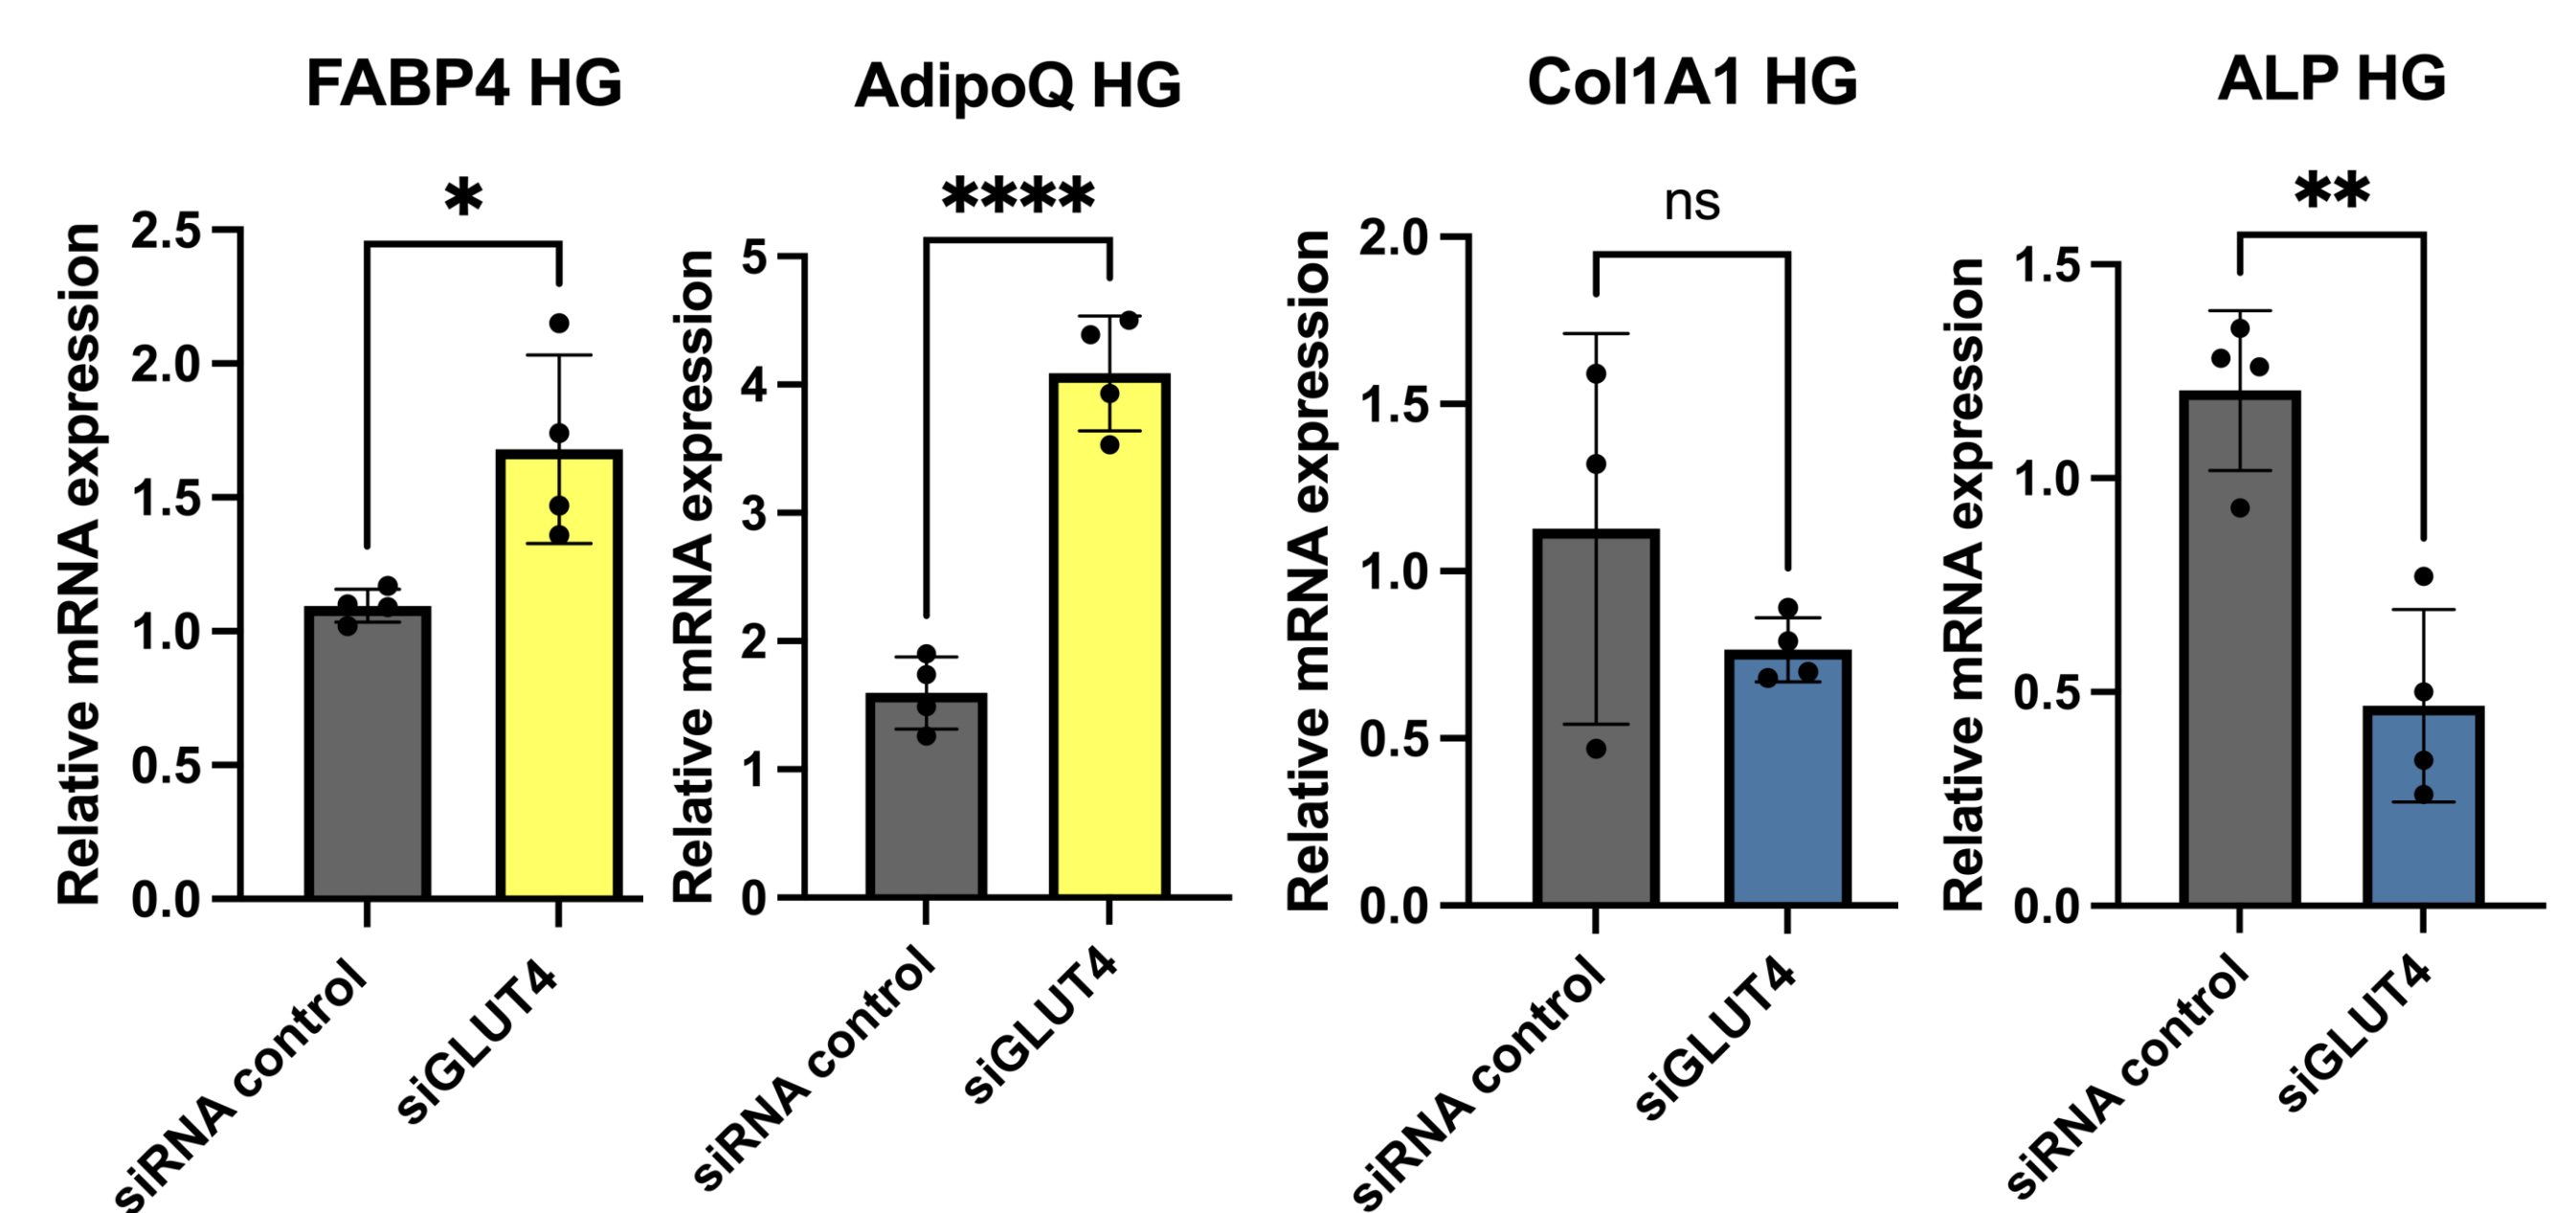 FABP4 HG
*
Relative mRNA expression
2.5
2.0
1.5
1.0
0.5
0.0
siRNA control
siGLUT4
AdipoQ HG
****
Relative mRNA expression
5
4
3
2
1
0
siRNA control
siGLUT4
Col1A1 HG
ns
Relative mRNA expression
2.0
1.5
1.0
0.5
0.0
siRNA control
siGLUT4
ALP HG
**
Relative mRNA expression
1.5
1.0
0.5
0.0
siRNA control
siGLUT4